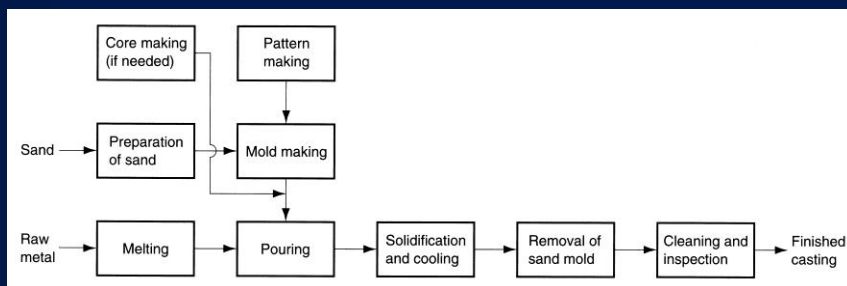 Core making
(if needed)
Pattern
making
Sand
Preparation
of sand
Mold making
Raw
metal
Melting
Pouring
Solidification
and cooling
Removal of
sand mold
Cleaning and
inspection
Finished
casting